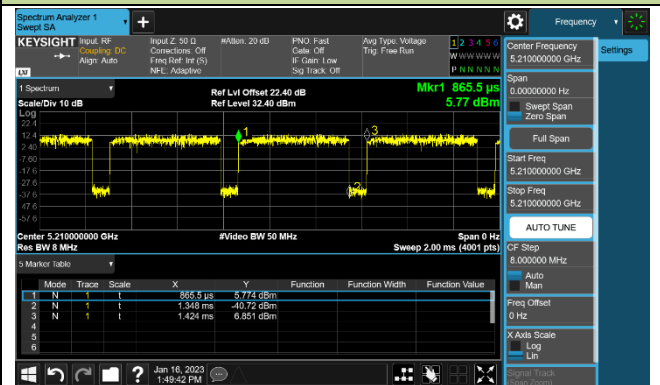 Spectrum Analyzer 1
Swept SA
Frequency
KEYSIGHT
Input: RF
Coupling: DC
Align: Auto
Input Z: 50 Ω
Corrections: Off
Freq Ref: Int (S)
NFE: Adaptive
#Atten: 20 dB
PNO: Fast
Gate: Off
IF Gain: Low
Sig Track: Off
Avg Type: Voltage
Trig: Free Run
1 2 3 4 5 6
W W W W W W
P N N N N N
LXI
1 Spectrum
Scale/Div 10 dB
Log
Ref Lvl Offset 22.40 dB
Ref Level 32.40 dBm
Mkr1 865.5 µs
5.77 dBm
22.4
12.4
2.40
-7.60
-17.6
-27.6
-37.6
-47.6
-57.6
1
3
2
Center 5.210000000 GHz
Res BW 8 MHz
#Video BW 50 MHz
Span 0 Hz
Sweep 2.00 ms (4001 pts)
5 Marker Table
Mode Trace Scale X Y Function Function Width Function Value
1 N 1 t 865.5 µs 5.774 dBm
2 N 1 t 1.348 ms -40.72 dBm
3 N 1 t 1.424 ms 6.851 dBm
4
5
6
Jan 16, 2023
1:49:42 PM
Center Frequency
5.210000000 GHz
Settings
Span
0.00000000 Hz
Swept Span
Zero Span
Full Span
Start Freq
5.210000000 GHz
Stop Freq
5.210000000 GHz
AUTO TUNE
CF Step
8.000000 MHz
Auto
Man
Freq Offset
0 Hz
X Axis Scale
Log
Lin
Signal Track
(Span Zoom)